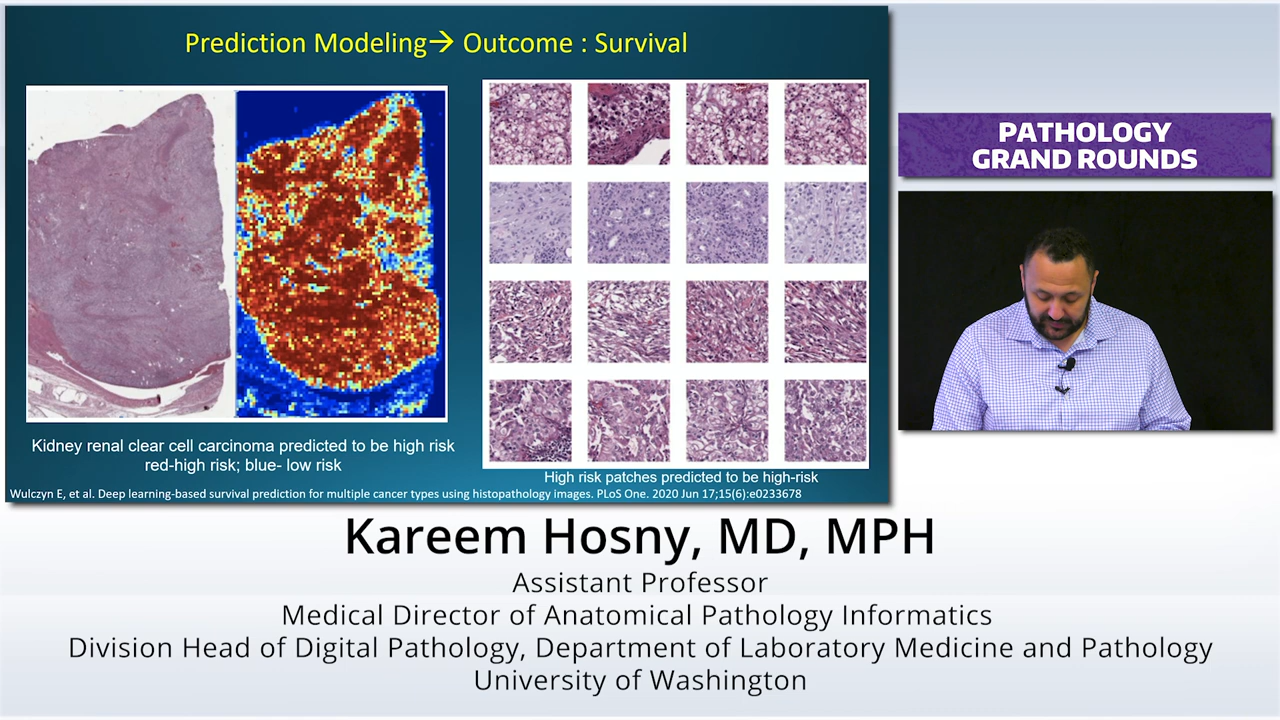 Prediction Modeling→ Outcome : Survival
Kidney renal clear cell carcinoma predicted to be high risk
red-high risk; blue- low risk
High risk patches predicted to be high-risk
Wulczyn E, et al. Deep learning-based survival prediction for multiple cancer types using histopathology images. PLoS One. 2020 Jun 17;15(6):e0233678
PATHOLOGY
GRAND ROUNDS
Kareem Hosny, MD, MPH
Assistant Professor
Medical Director of Anatomical Pathology Informatics
Division Head of Digital Pathology, Department of Laboratory Medicine and Pathology
University of Washington